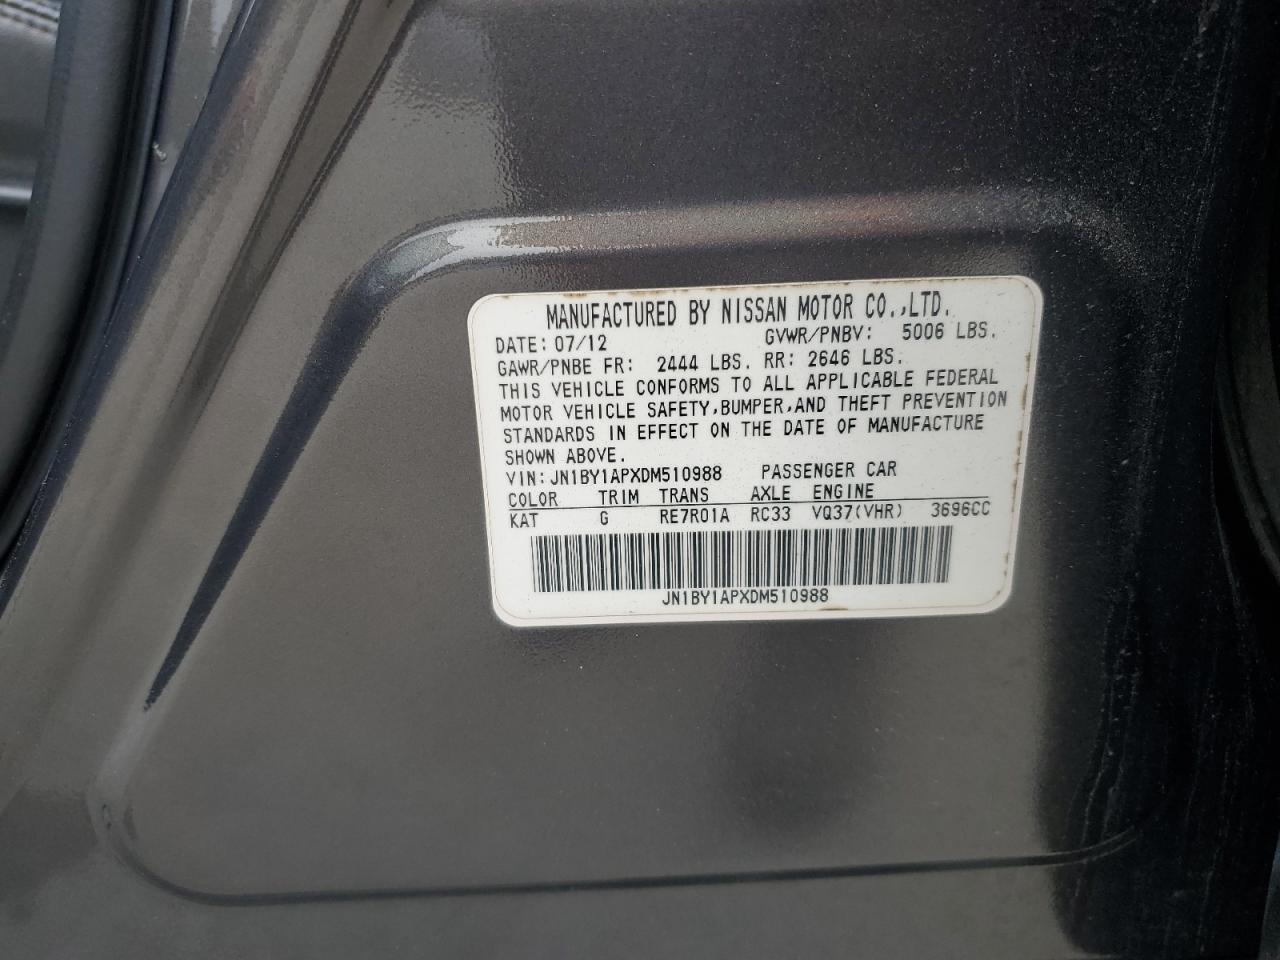 MANUFACTURED BY NISSAN MOTOR CO.,LTD.
DATE: 07/12 GVWR/PNBV: 5006 LBS.
GAWR/PNBE FR: 2444 LBS. RR: 2646 LBS.
THIS VEHICLE CONFORMS TO ALL APPLICABLE FEDERAL
MOTOR VEHICLE SAFETY,BUMPER,AND THEFT PREVENTION
STANDARDS IN EFFECT ON THE DATE OF MANUFACTURE
SHOWN ABOVE.
VIN:JN1BY1APXDM510988 PASSENGER CAR
COLOR TRIM TRANS AXLE ENGINE
KAT G RE7R01A RC33 VQ37(VHR) 3696CC
JN1BY1APXDM510988